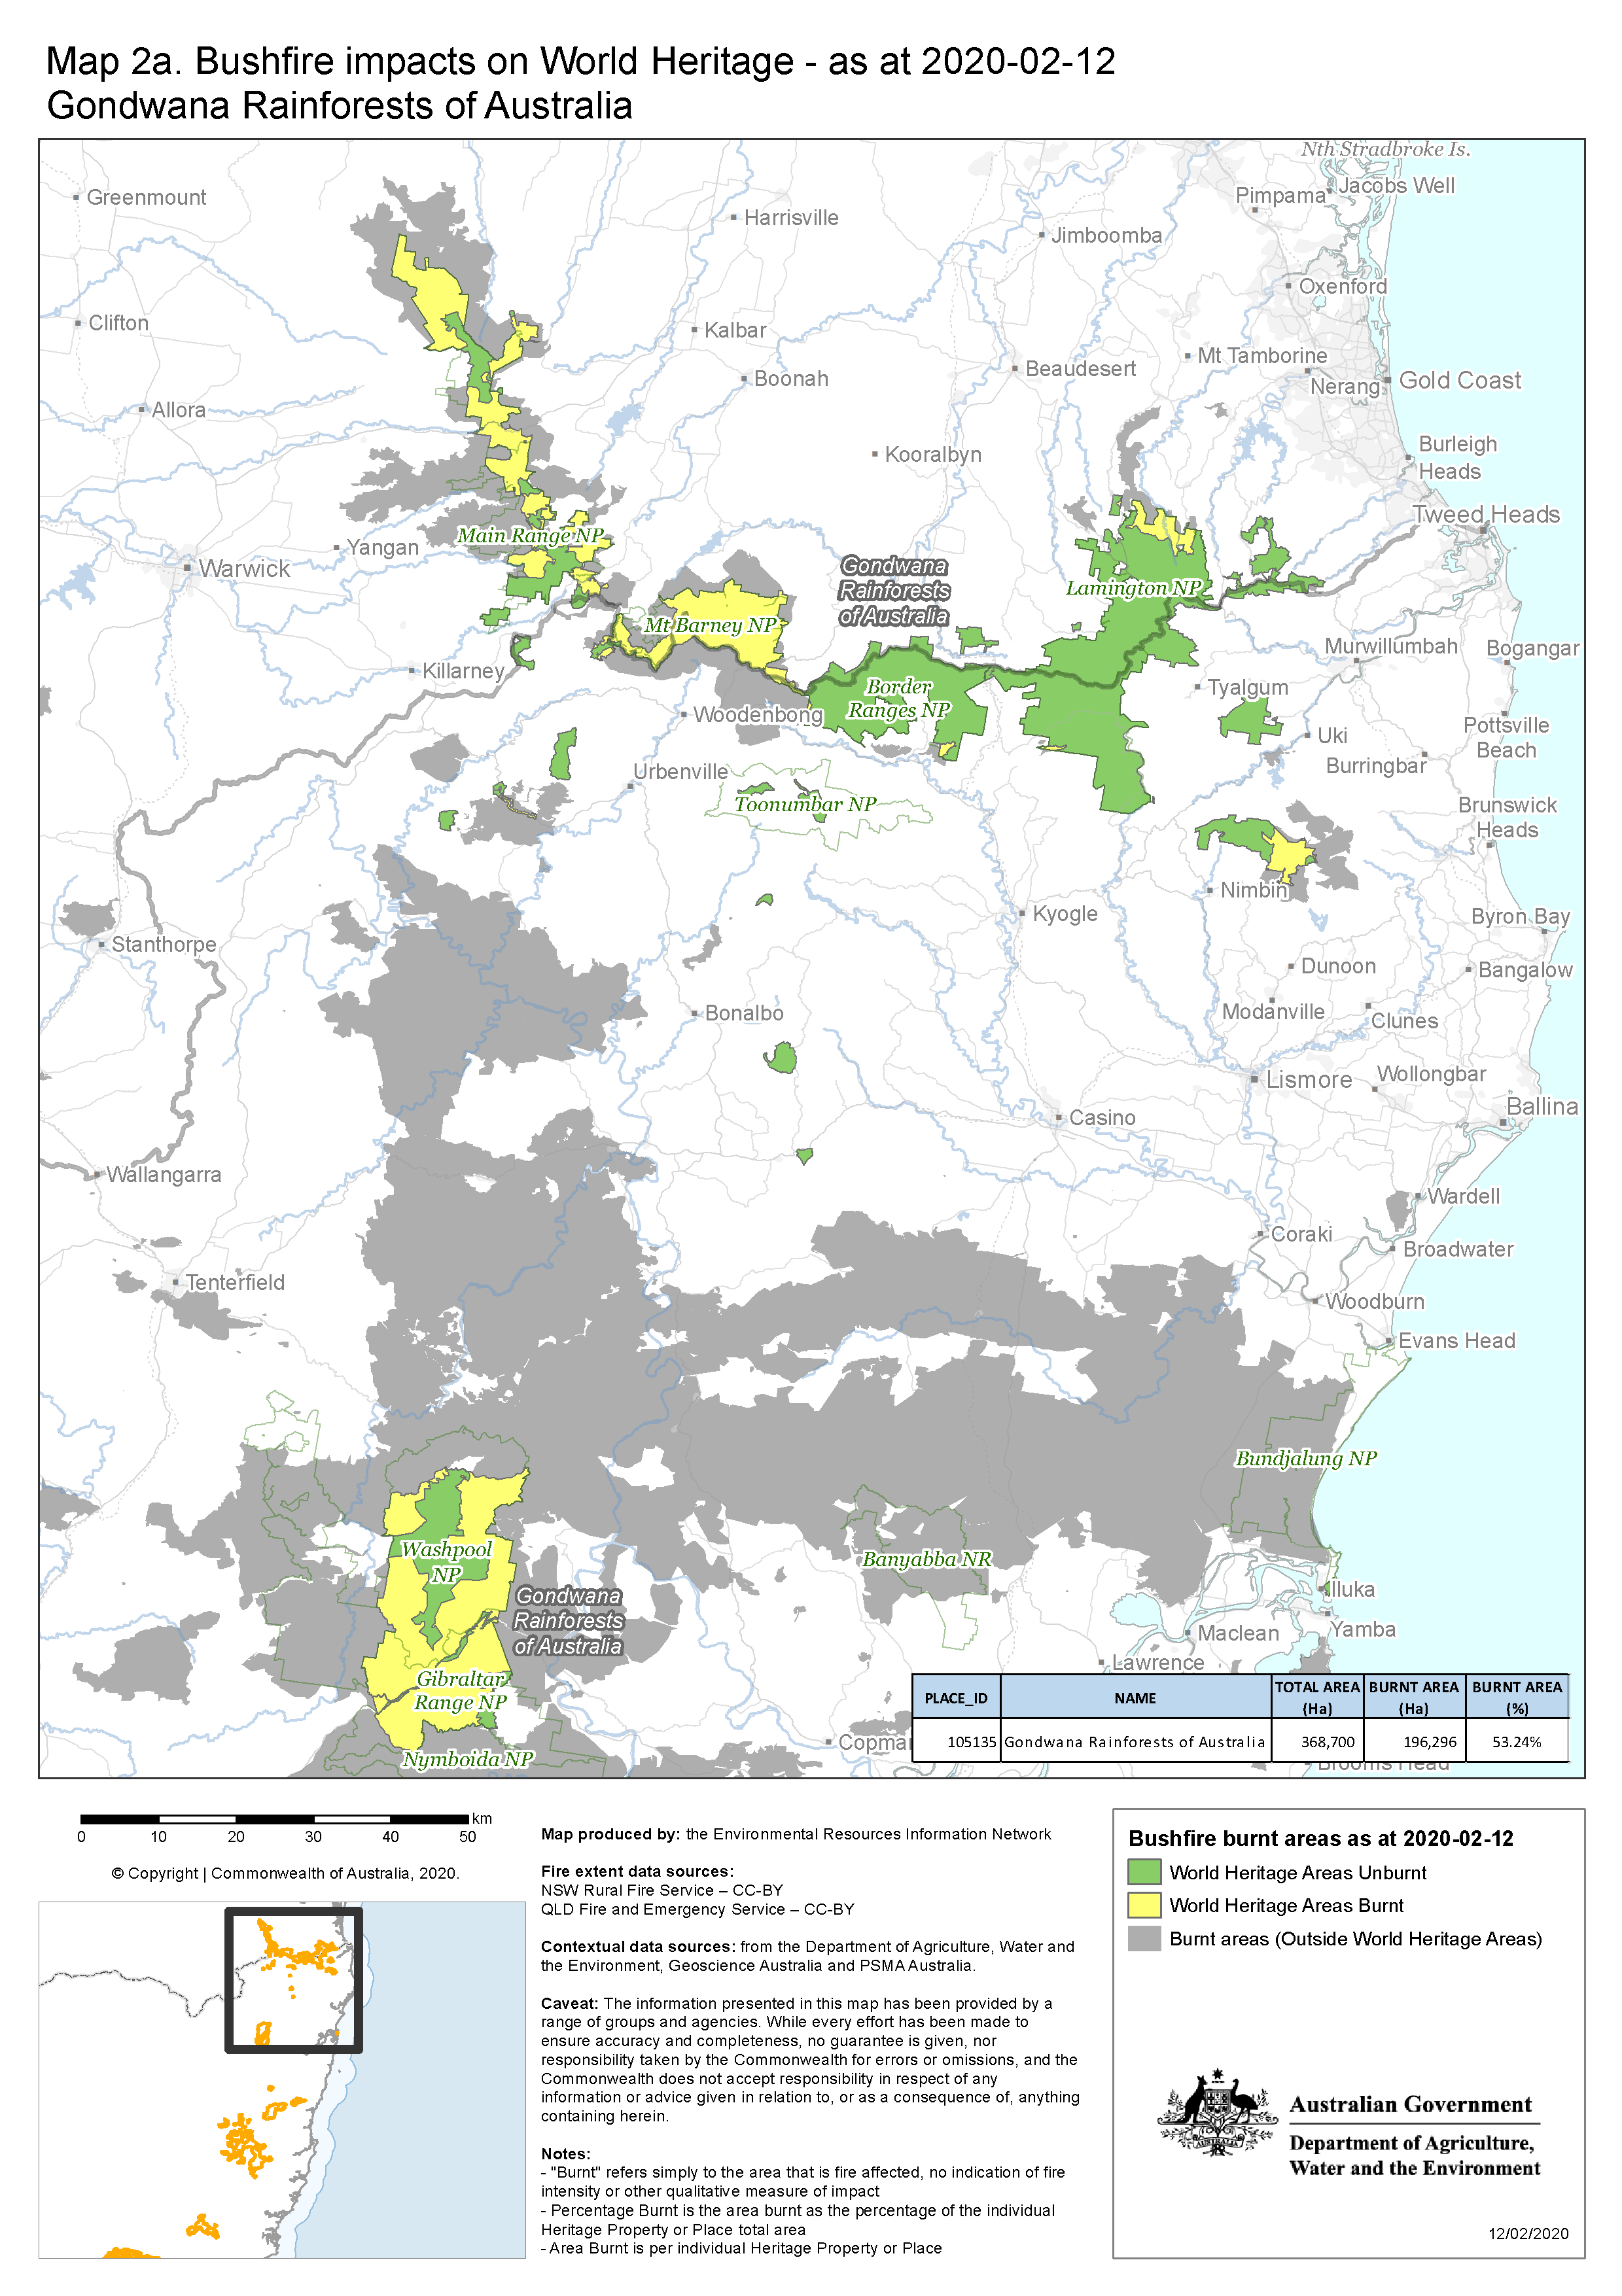 Map 2a. Bushfire impacts on World Heritage - as at 2020-02-12
Gondwana Rainforests of Australia
Nth Stradbroke Is.
Jacobs Well
Pimpama
Greenmount
Harrisville
Jimboomba
Oxenford
Clifton
Kalbar
Mt Tamborine
Beaudesert
Nerang
Gold Coast
Boonah
Allora
Burleigh
Heads
Kooralbyn
Tweed Heads
Main Range NP
Yangan
Warwick
Gondwana
Rainforests
of Australia
Lamington NP
Mt Barney NP
Murwillumbah
Bogangar
Killarney
Border
Ranges NP
Tyalgum
Woodenbong
Pottsville
Beach
Uki
Burringbar
Urbenville
Toonumbar NP
Brunswick
Heads
Nimbin
Kyogle
Byron Bay
Stanthorpe
Dunoon
Bangalow
Modanville
Clunes
Bonalbo
Lismore
Wollongbar
Ballina
Casino
Wallangarra
Wardell
Coraki
Broadwater
Tenterfield
Woodburn
Evans Head
Bundjalung NP
Washpool
NP
Banyabba NR
Gondwana
Rainforests
of Australia
Iluka
Yamba
Maclean
Lawrence
Gibraltar
Range NP
Nymboida NP
Copma
PLACE_ID NAME TOTAL AREA (Ha) BURNT AREA (Ha) BURNT AREA (%)
105135 Gondwana Rainforests of Australia 368,700 196,296 53.24%
Brooms Head
km
0 10 20 30 40 50
© Copyright | Commonwealth of Australia, 2020.
Map produced by: the Environmental Resources Information Network
Fire extent data sources:
NSW Rural Fire Service – CC-BY
QLD Fire and Emergency Service – CC-BY
Contextual data sources: from the Department of Agriculture, Water and
the Environment, Geoscience Australia and PSMA Australia.
Caveat: The information presented in this map has been provided by a
range of groups and agencies. While every effort has been made to
ensure accuracy and completeness, no guarantee is given, nor
responsibility taken by the Commonwealth for errors or omissions, and the
Commonwealth does not accept responsibility in respect of any
information or advice given in relation to, or as a consequence of, anything
containing herein.
Notes:
- "Burnt" refers simply to the area that is fire affected, no indication of fire
intensity or other qualitative measure of impact
- Percentage Burnt is the area burnt as the percentage of the individual
Heritage Property or Place total area
- Area Burnt is per individual Heritage Property or Place
Bushfire burnt areas as at 2020-02-12
World Heritage Areas Unburnt
World Heritage Areas Burnt
Burnt areas (Outside World Heritage Areas)
AUSTRALIA
Australian Government
Department of Agriculture,
Water and the Environment
12/02/2020